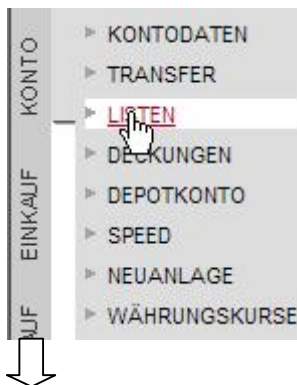 KONTO
EINKAUF
KONTODATEN
TRANSFER
LISTEN
DECKUNGEN
DEPOTKONTO
SPEED
NEUANLAGE
WÄHRUNGSKURSE